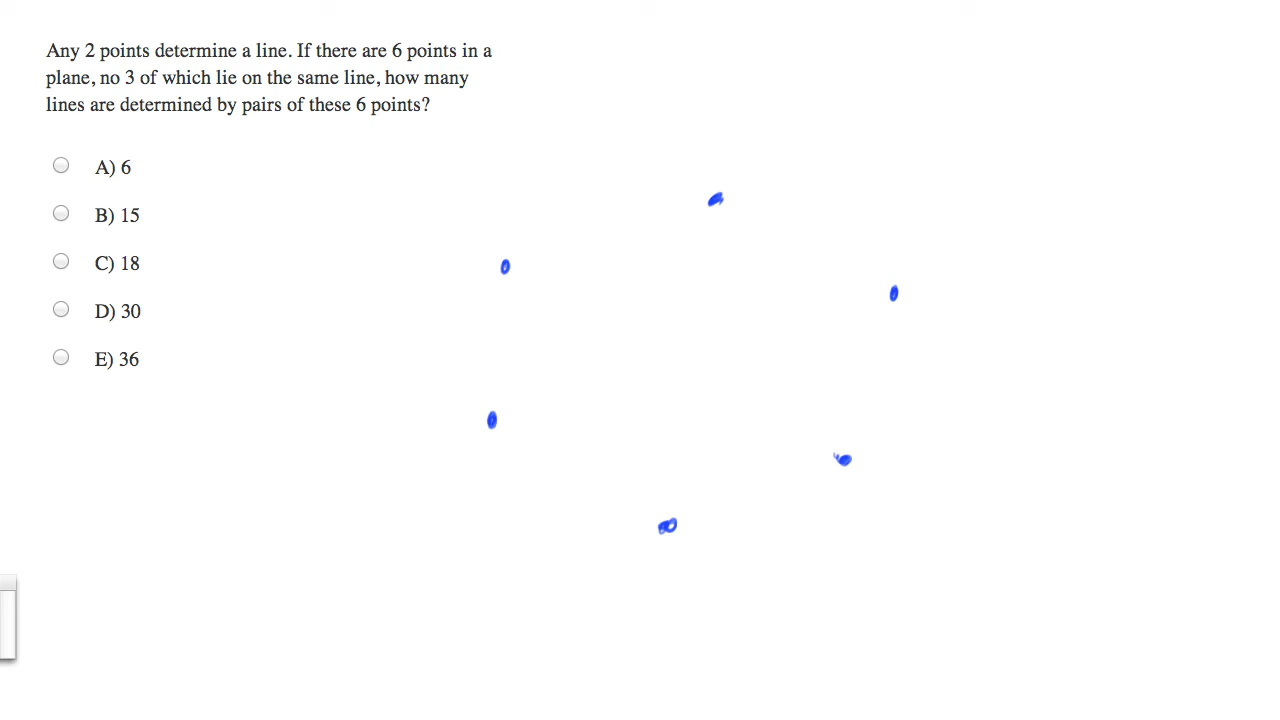 Any 2 points determine a line. If there are 6 points in a
plane, no 3 of which lie on the same line, how many
lines are determined by pairs of these 6 points?
A) 6
B) 15
C) 18
D) 30
E) 36